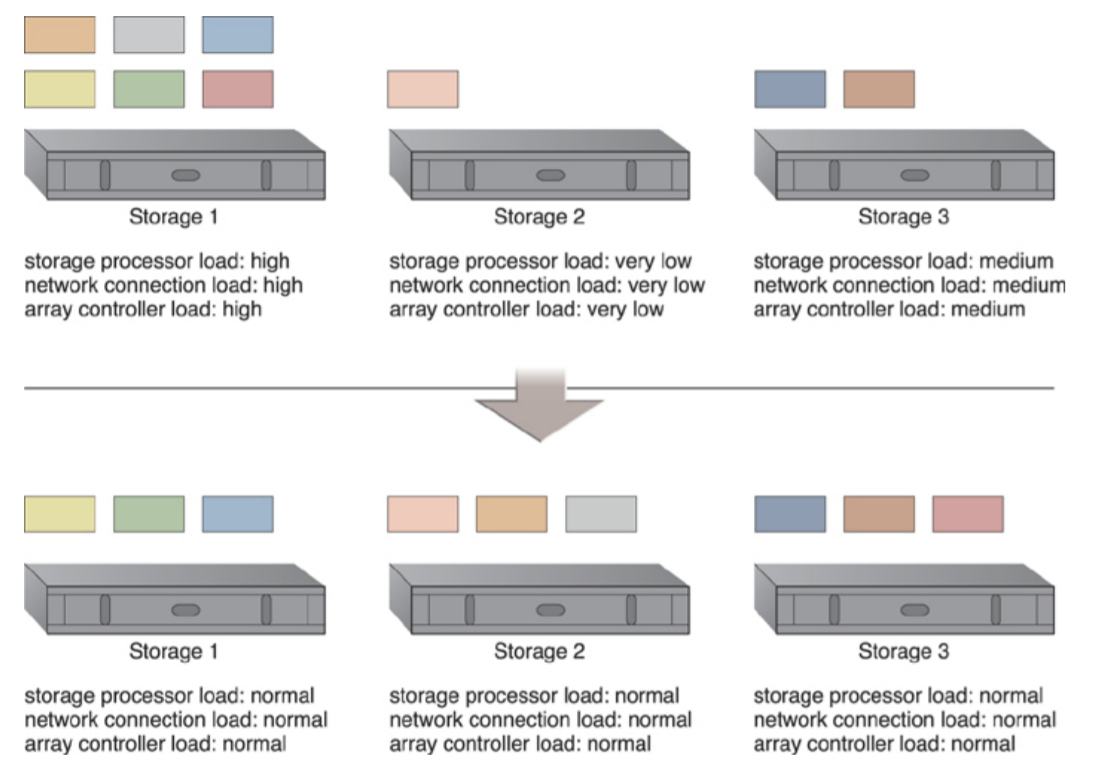 Storage 1
storage processor load: high
network connection load: high
array controller load: high
Storage 2
storage processor load: very low
network connection load: very low
array controller load: very low
Storage 3
storage processor load: medium
network connection load: medium
array controller load: medium
Storage 1
storage processor load: normal
network connection load: normal
array controller load: normal
Storage 2
storage processor load: normal
network connection load: normal
array controller load: normal
Storage 3
storage processor load: normal
network connection load: normal
array controller load: normal